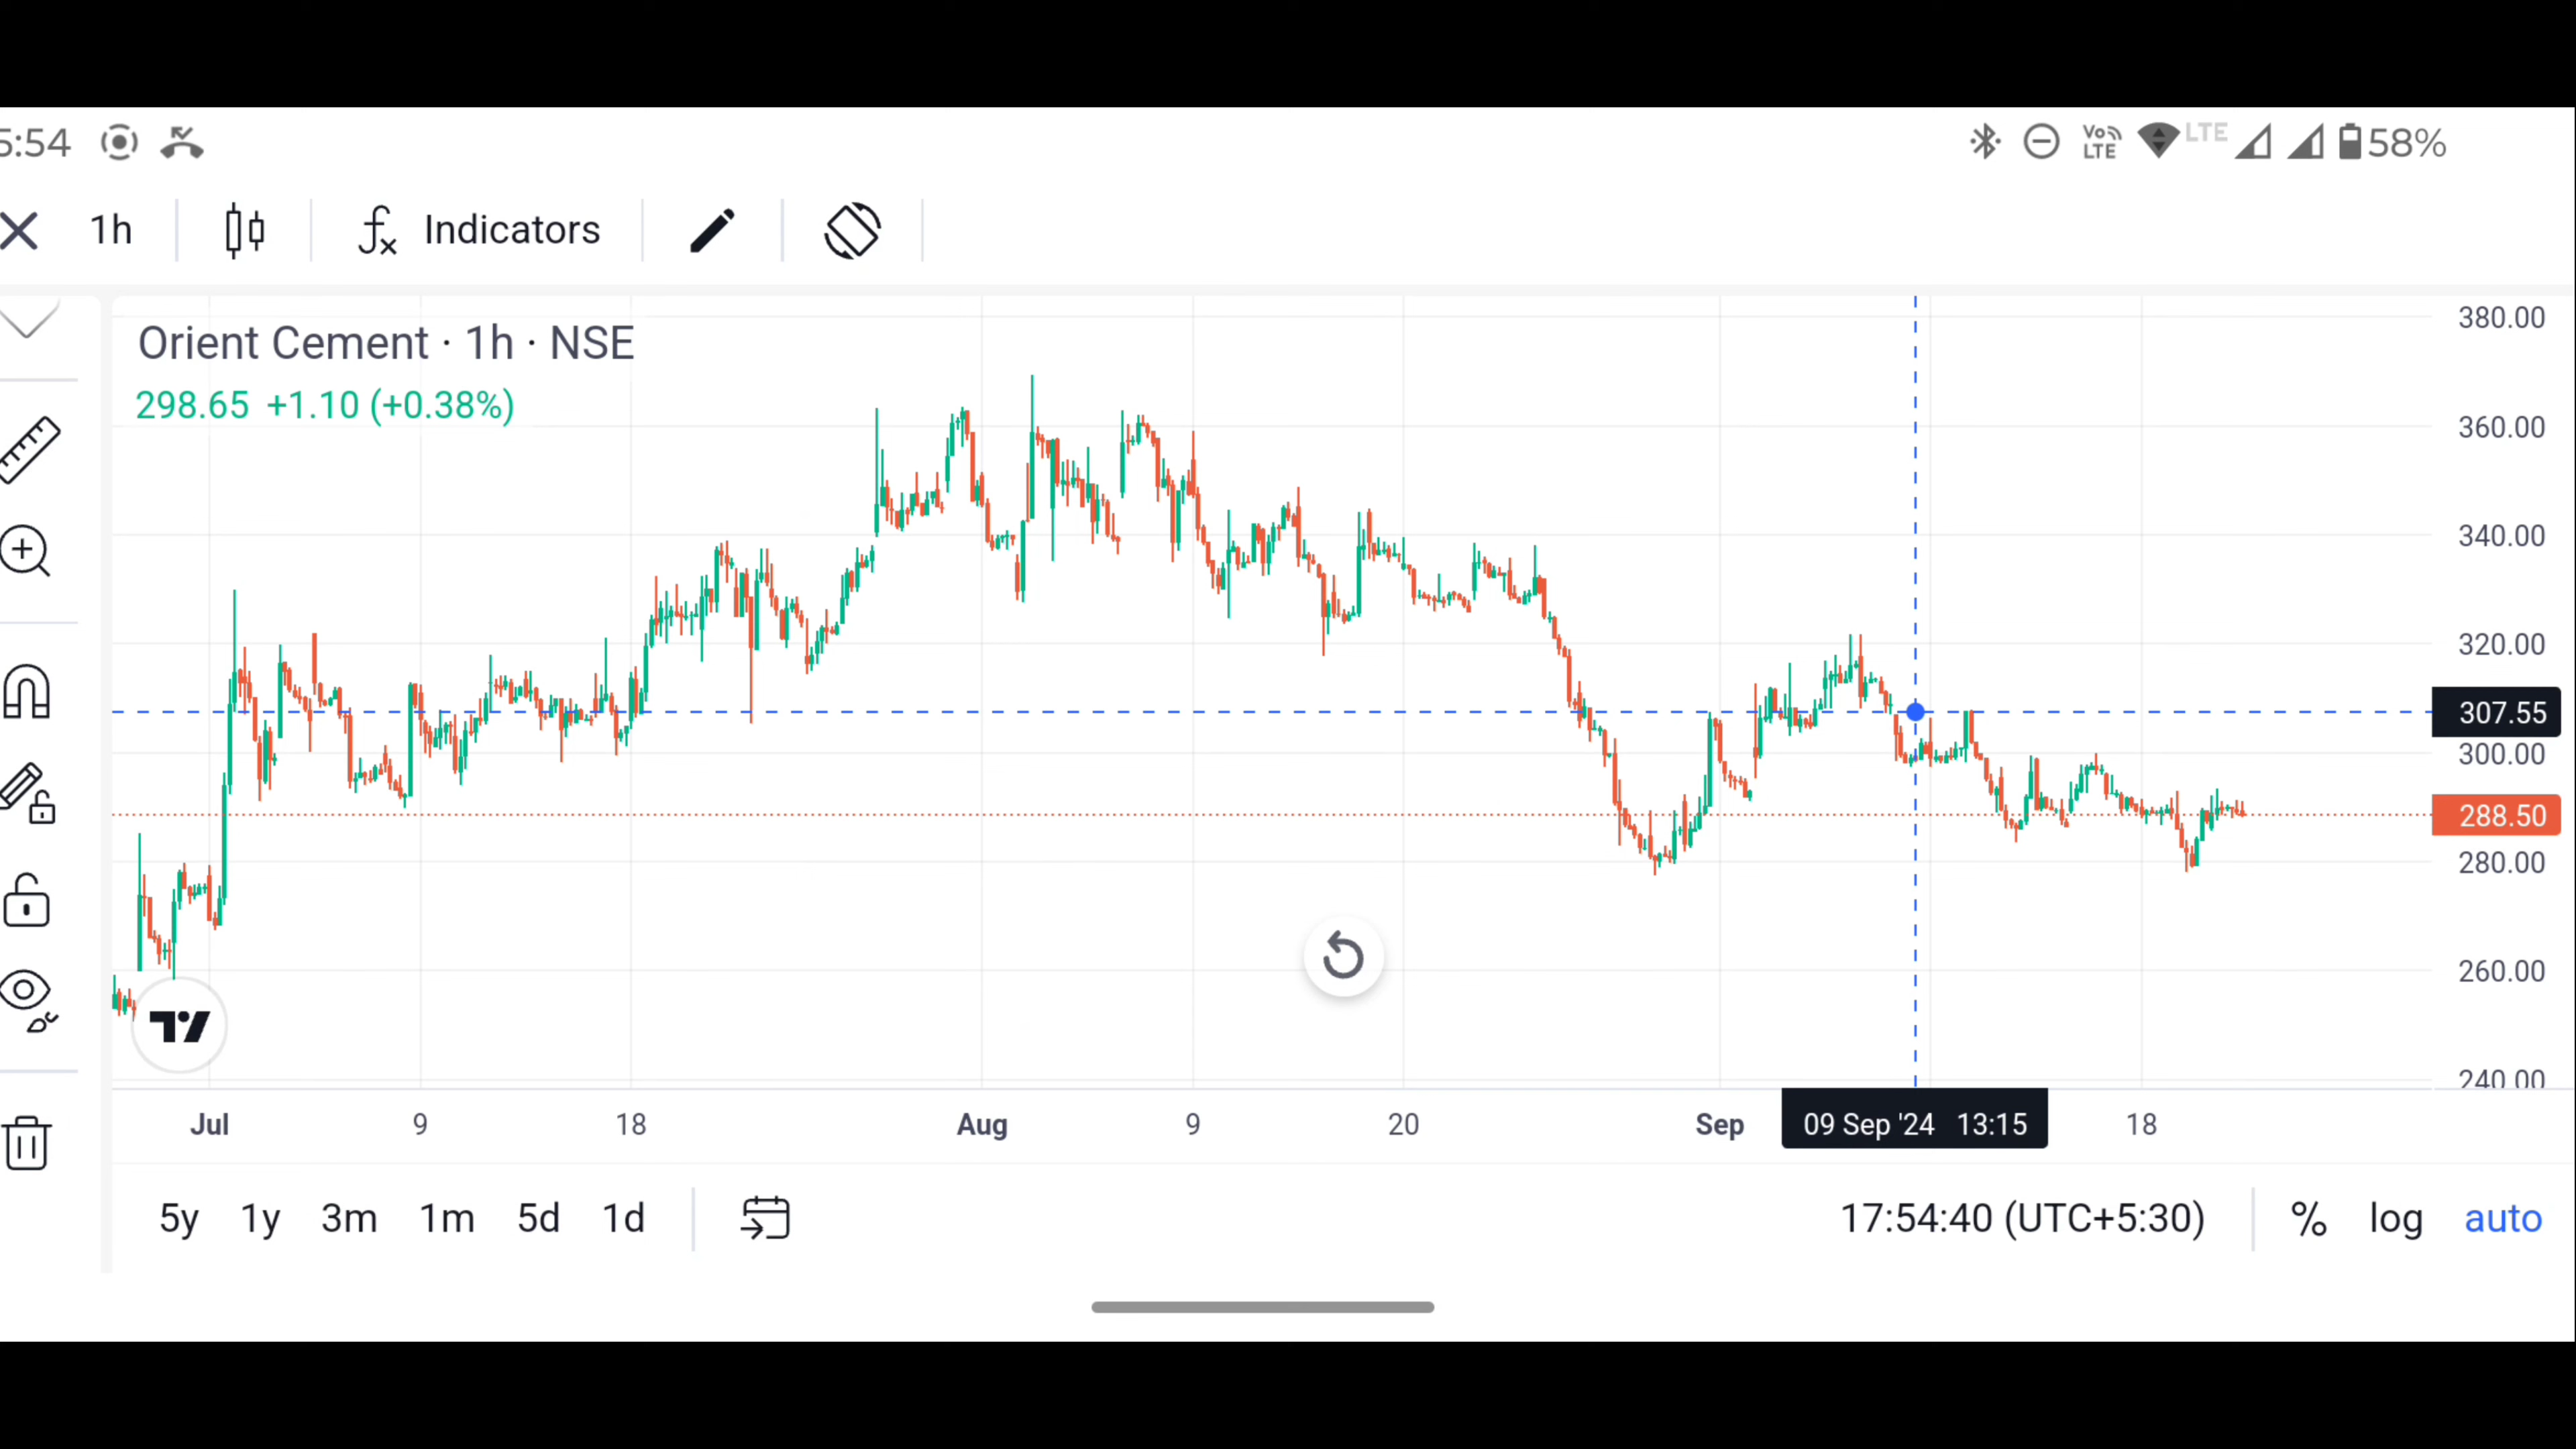 5:54 Vo LTE LTE 58%
1h Indicators
Orient Cement · 1h · NSE
298.65 +1.10 (+0.38%)
380.00
360.00
340.00
320.00
307.55
300.00
288.50
280.00
260.00
240.00
Jul 9 18 Aug 9 20 Sep 09 Sep '24 13:15 18
5y 1y 3m 1m 5d 1d 17:54:40 (UTC+5:30) % log auto